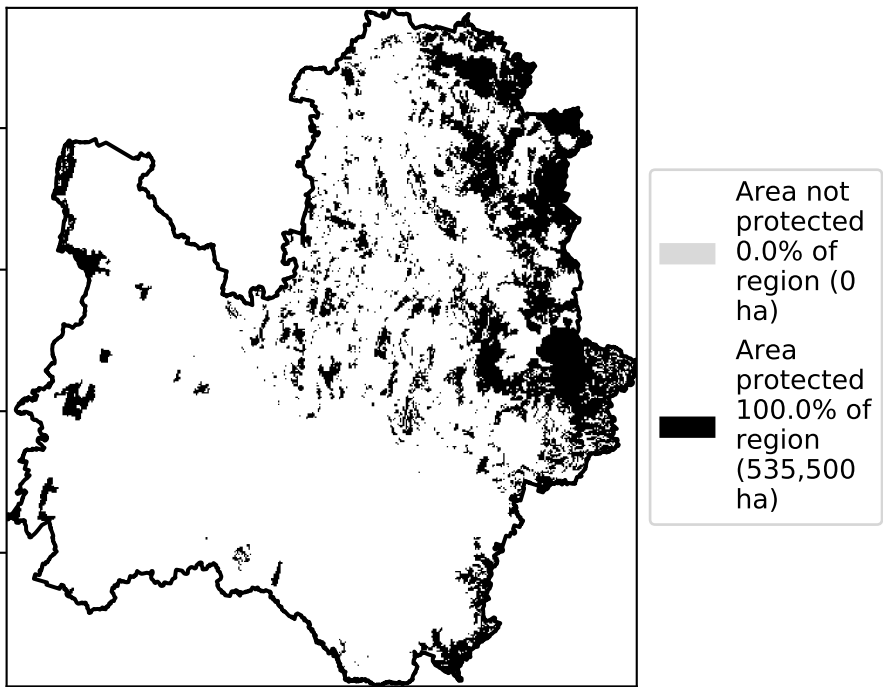 Area not
protected
0.0% of
region (0
ha)
Area
protected
100.0% of
region
(535,500
ha)